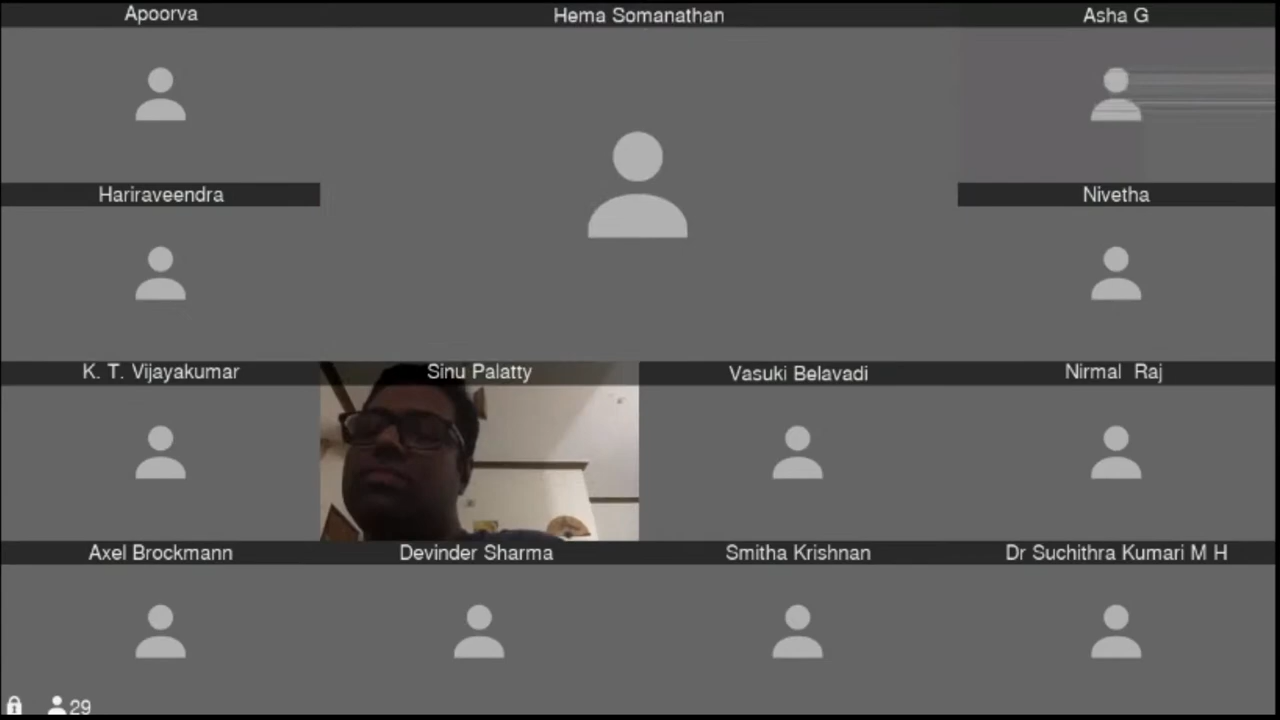 Apoorva
Hema Somanathan
Asha G
Hariraveendra
Nivetha
K. T. Vijayakumar
Sinu Palatty
Vasuki Belavadi
Nirmal Raj
Axel Brockmann
Devinder Sharma
Smitha Krishnan
Dr Suchithra Kumari M H
29